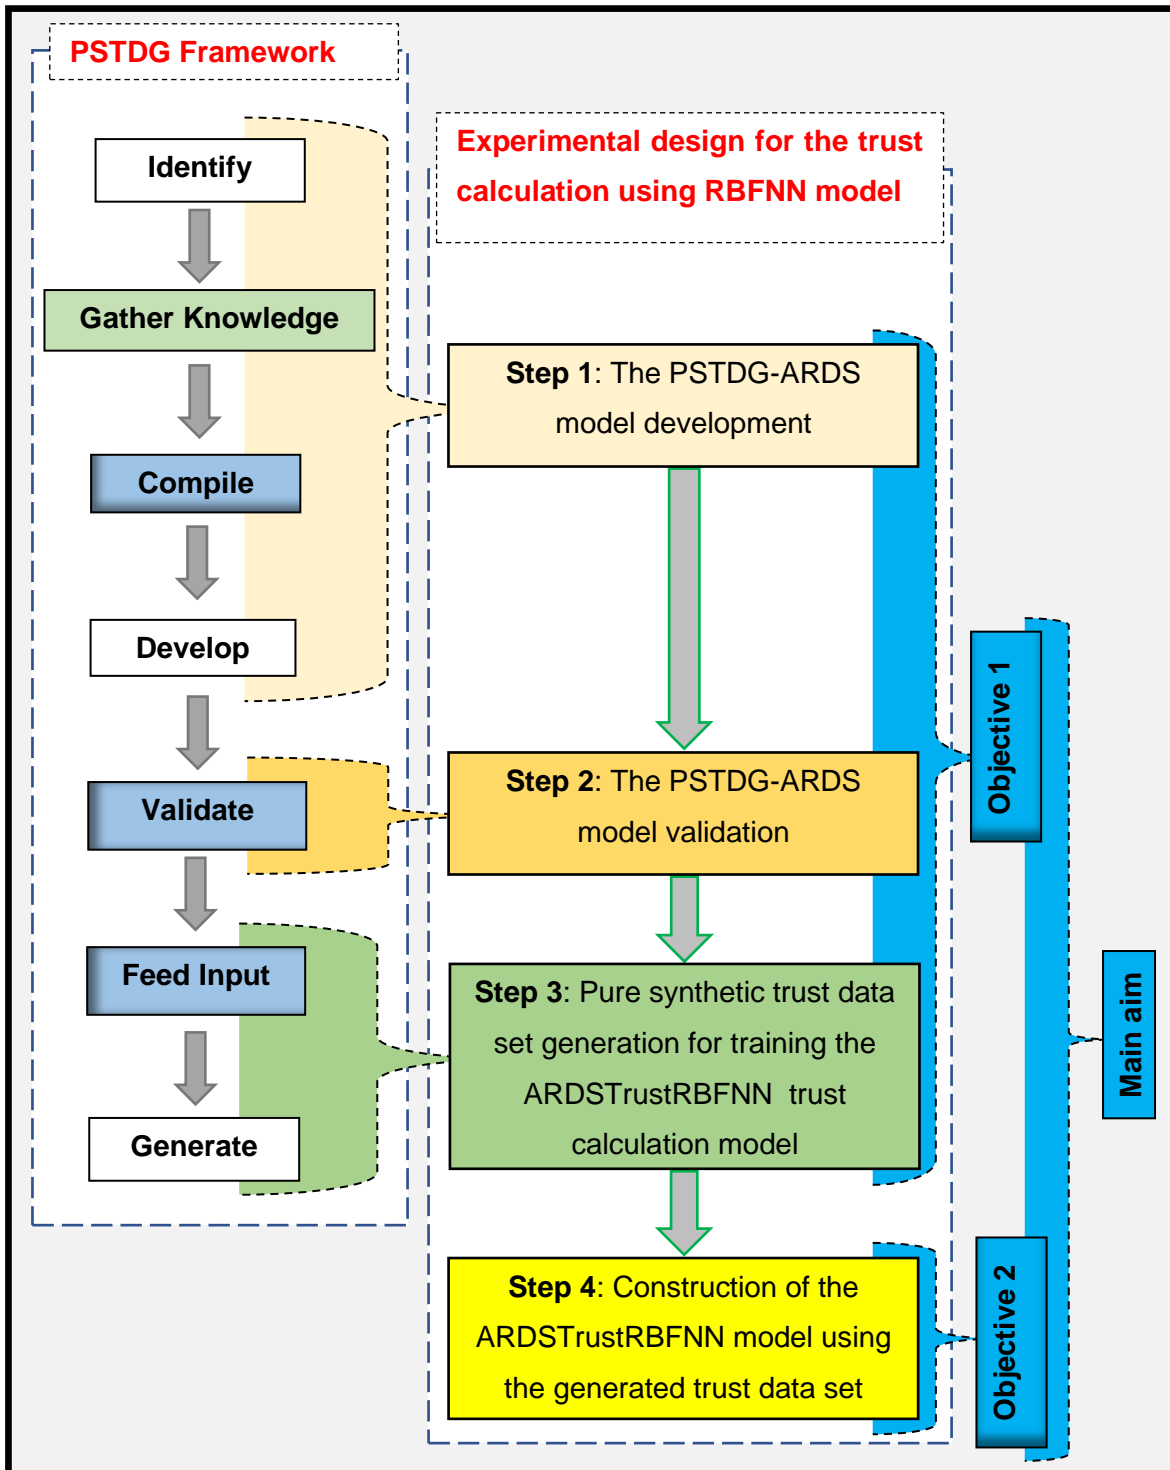 PSTDG Framework
Identify
Gather Knowledge
Compile
Develop
Validate
Feed Input
Generate
Experimental design for the trust
calculation using RBFNN model
Step 1: The PSTDG-ARDS
model development
Step 2: The PSTDG-ARDS
model validation
Step 3: Pure synthetic trust data
set generation for training the
ARDSTrustRBFNN trust
calculation model
Step 4: Construction of the
ARDSTrustRBFNN model using
the generated trust data set
Objective 1
Objective 2
Main aim